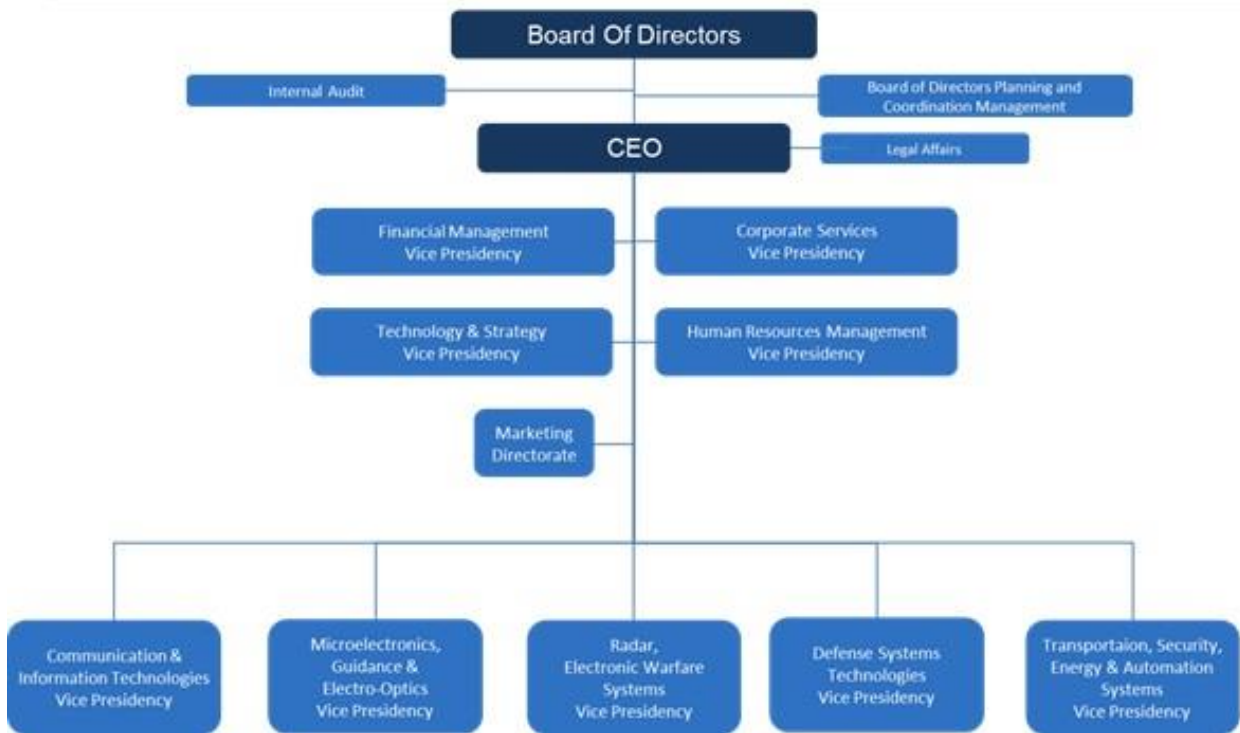 Board Of Directors
Internal Audit
Board of Directors Planning and
Coordination Management
CEO
Legal Affairs
Financial Management
Vice Presidency
Corporate Services
Vice Presidency
Technology & Strategy
Vice Presidency
Human Resources Management
Vice Presidency
Marketing
Directorate
Communication &
Information Technologies
Vice Presidency
Microelectronics,
Guidance &
Electro-Optics
Vice Presidency
Radar,
Electronic Warfare
Systems
Vice Presidency
Defense Systems
Technologies
Vice Presidency
Transportaion, Security,
Energy & Automation
Systems
Vice Presidency